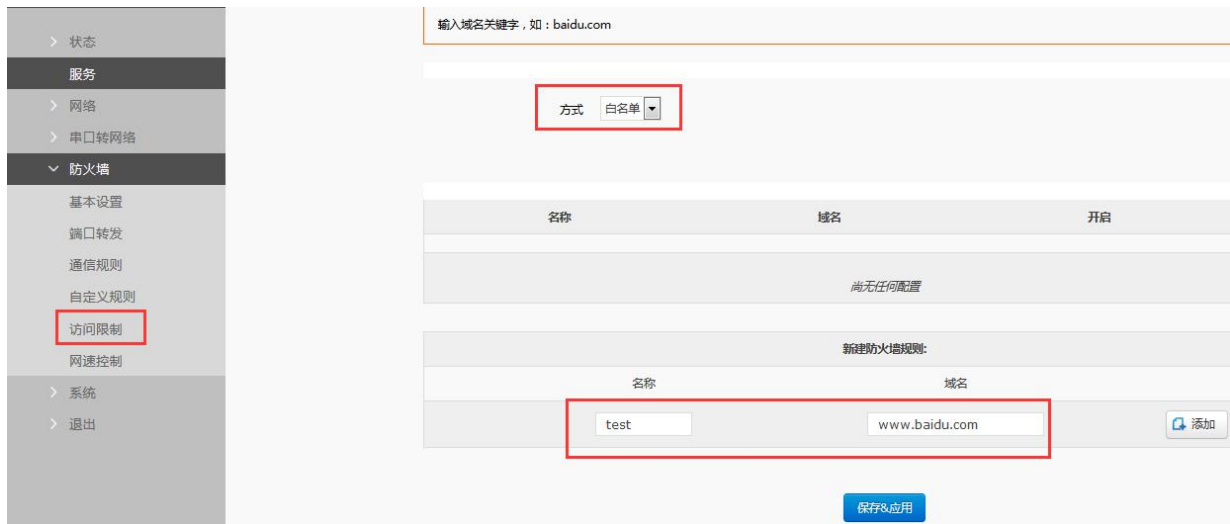 输入域名关键字，如：baidu.com
状态
服务
网络
串口转网络
防火墙
基本设置
端口转发
通信规则
自定义规则
访问限制
网速控制
系统
退出
方式 白名单
名称 域名 开启
尚无任何配置
新建防火墙规则:
名称 域名
test www.baidu.com 添加
保存&应用